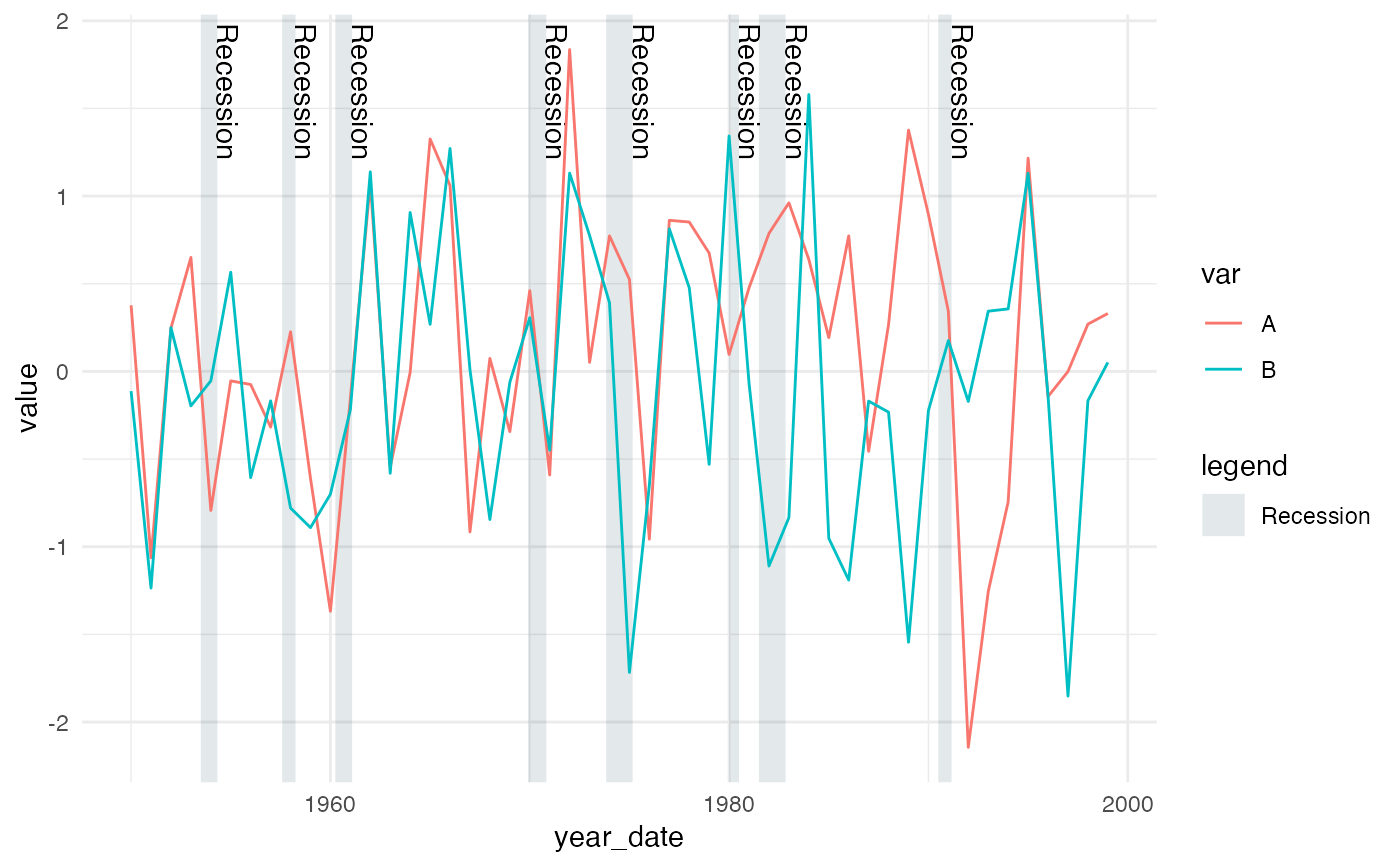 2
1
0
-1
-2
value
Recession
Recession
Recession
Recession
Recession
Recession
Recession
Recession
1960
1980
2000
year_date
var
A
B
legend
Recession